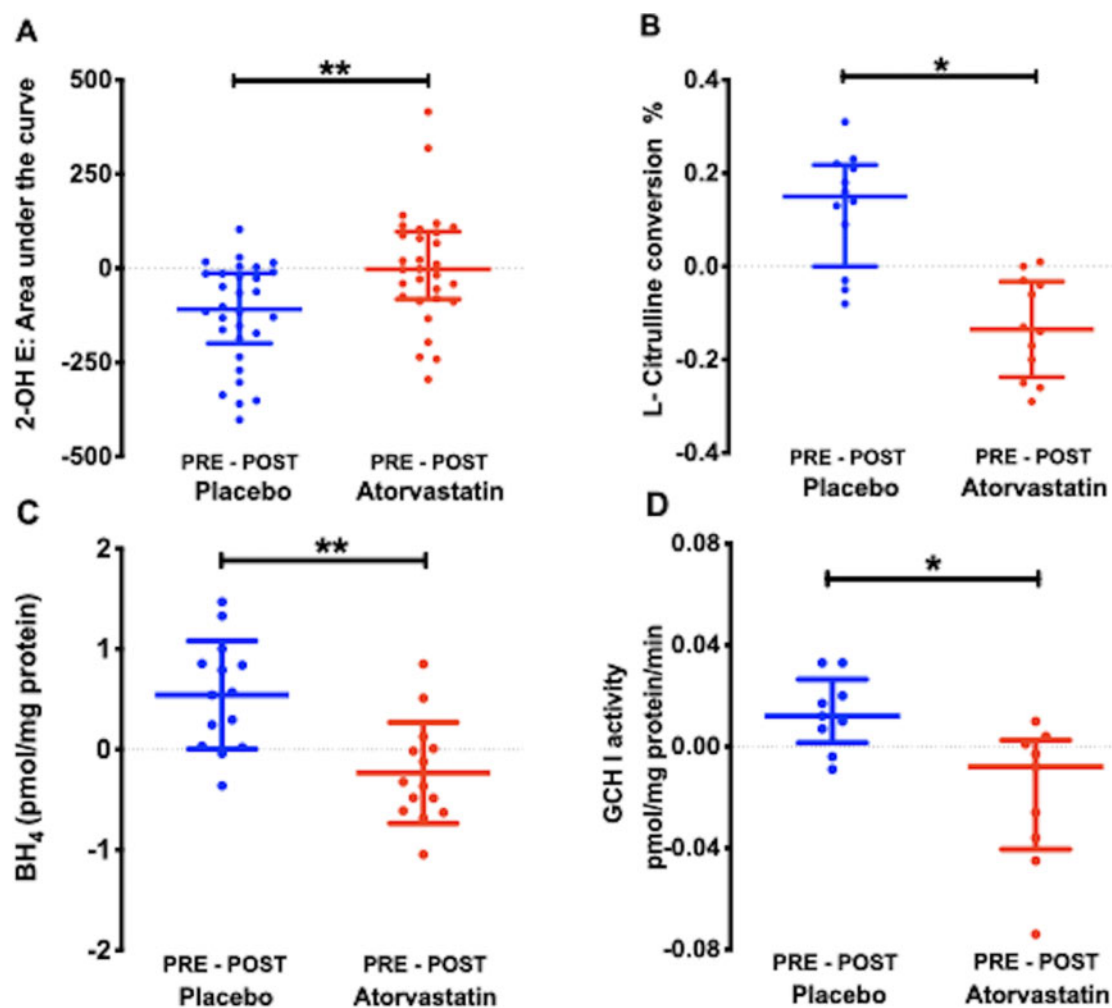 A
2-OH E: Area under the curve
500
250
0
-250
-500
**
PRE - POST PRE - POST
Placebo Atorvastatin
B
L- Citrulline conversion %
0.4
0.2
0.0
-0.2
-0.4
*
PRE - POST PRE - POST
Placebo Atorvastatin
C
BH4 (pmol/mg protein)
2
1
0
-1
-2
**
PRE - POST PRE - POST
Placebo Atorvastatin
D
GCH I activity
pmol/mg protein/min
0.08
0.04
0.00
-0.04
-0.08
*
PRE - POST PRE - POST
Placebo Atorvastatin